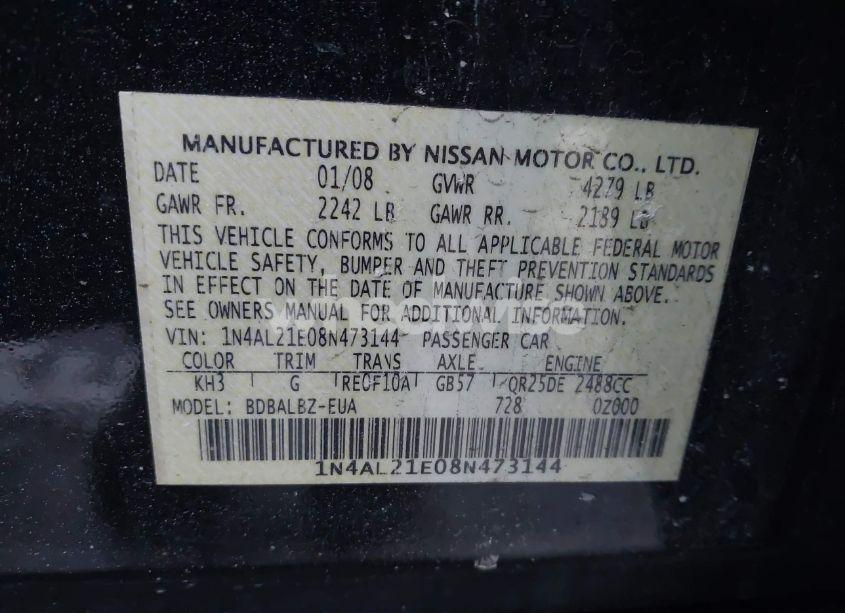 MANUFACTURED BY NISSAN MOTOR CO., LTD.
DATE 01/08 GVWR 4279 LB
GAWR FR. 2242 LB GAWR RR. 2189 LB
THIS VEHICLE CONFORMS TO ALL APPLICABLE FEDERAL MOTOR
VEHICLE SAFETY, BUMPER AND THEFT PREVENTION STANDARDS
IN EFFECT ON THE DATE OF MANUFACTURE SHOWN ABOVE.
SEE OWNERS MANUAL FOR ADDITIONAL INFORMATION.
VIN: 1N4AL21E08N473144 PASSENGER CAR
COLOR TRIM TRANS AXLE ENGINE
KH3 G RE0F10A GB57 QR25DE 2488CC
MODEL: BDBALBZ-EUA 728 0Z000
1N4AL21E08N473144